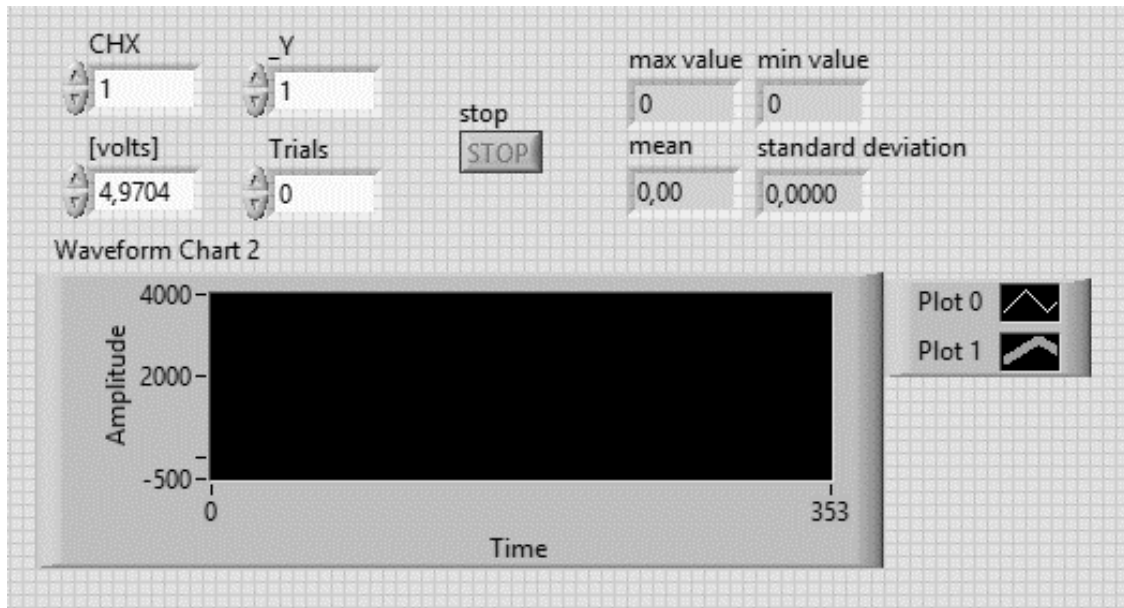 CHX
_Y
1
1
[volts]
Trials
4,9704
0
stop
STOP
max value
min value
0
0
mean
standard deviation
0,00
0,0000
Waveform Chart 2
4000
2000
-500
Amplitude
0
353
Time
Plot 0
Plot 1